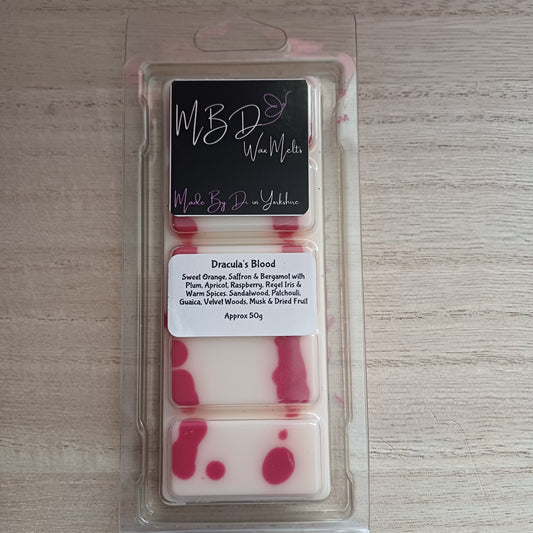 MBD
Wax Melts
Made By Di in Yorkshire
Dracula's Blood
Sweet Orange, Saffron & Bergamot with
Plum, Apricot, Raspberry, Regel Iris &
Warm Spices. Sandalwood, Patchouli,
Guaica, Velvet Woods, Musk & Dried Fruit
Approx 50g